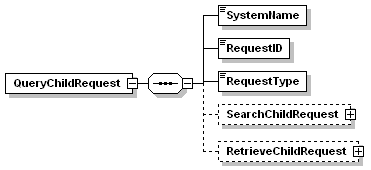 SystemName
RequestID
QueryChildRequest
RequestType
SearchChildRequest
RetrieveChildRequest